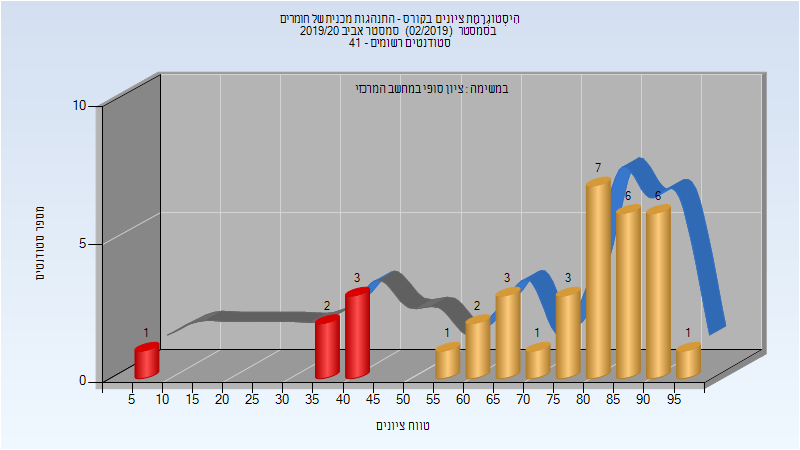 היסטוגרמת ציונים בקורס - התנהגות מכנית של חומרים
בסמסטר (02/2019) סמסטר אביב 2019/20
סטודנטים רשומים - 41
במשימה : ציון סופי במחשב המרכזי
מספר סטודנטים
10
5
0
1 2 3 1 2 3 1 3 7 6 6 1
5 10 15 20 25 30 35 40 45 50 55 60 65 70 75 80 85 90 95
טווח ציונים